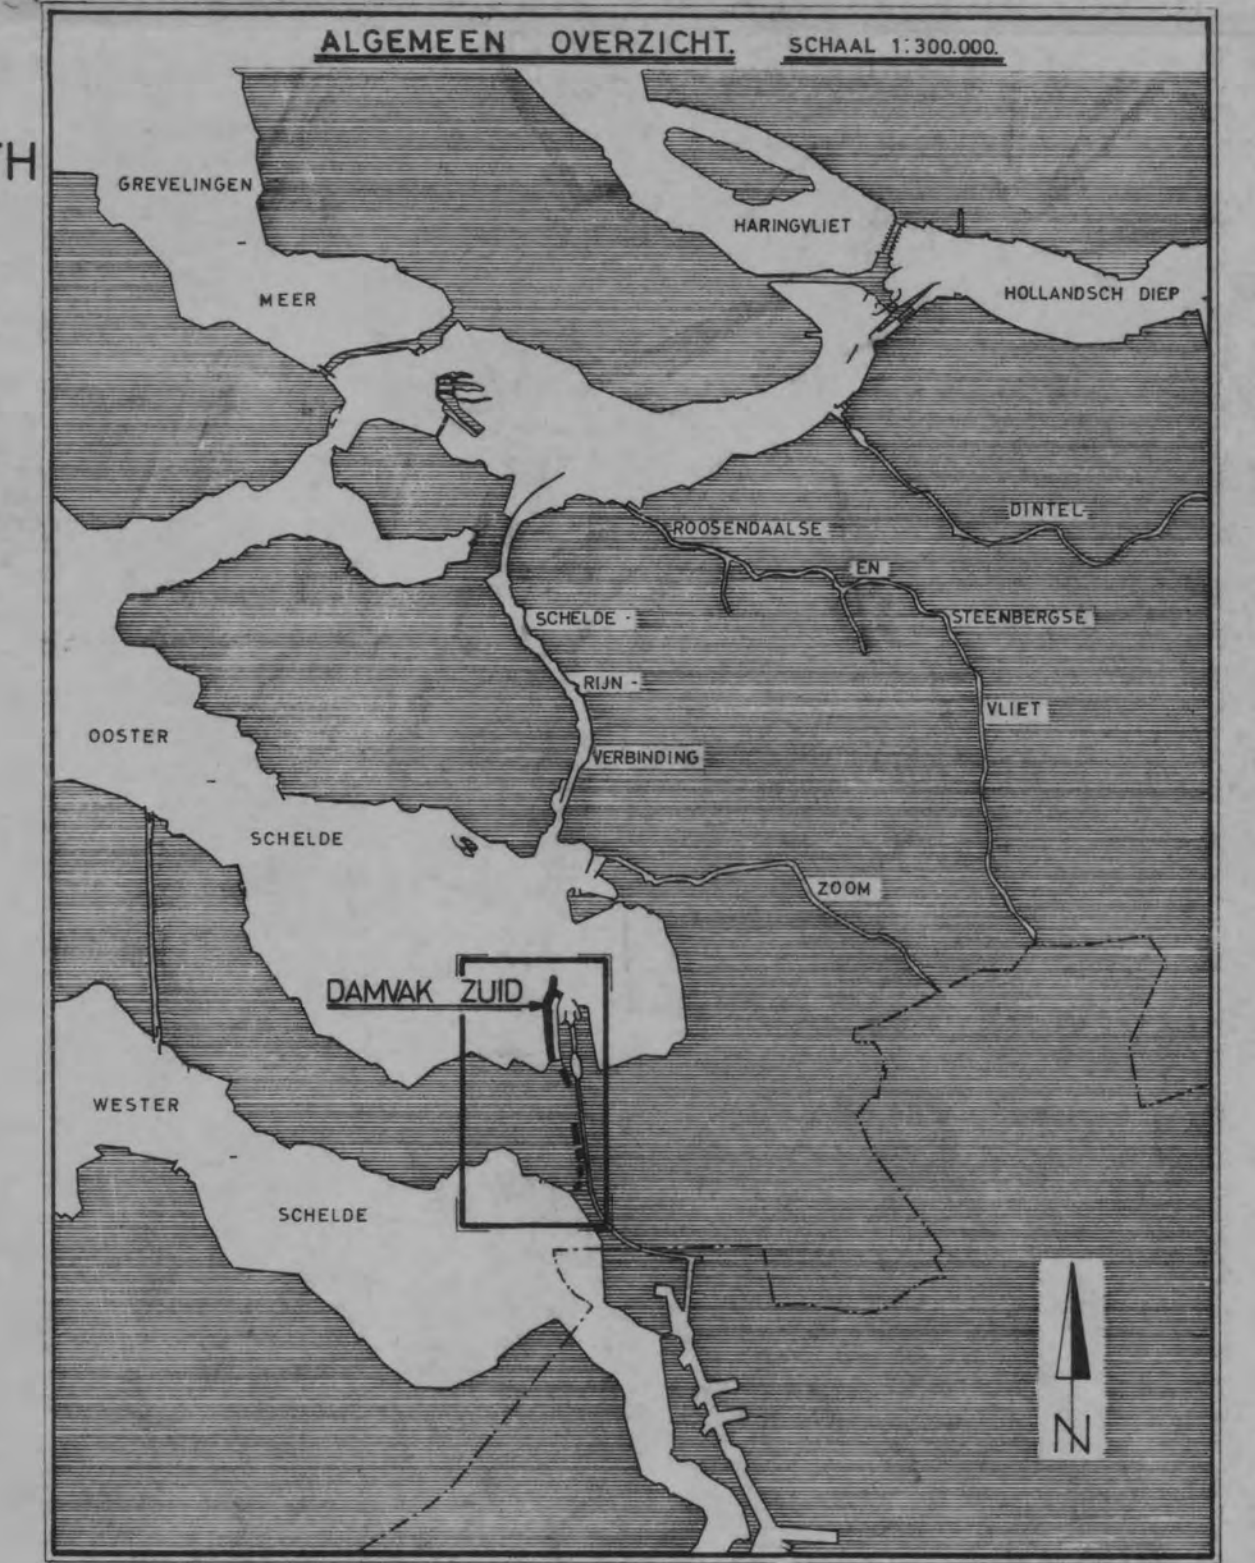 ALGEMEEN OVERZICHT. SCHAAL 1:300.000.
TH
GREVELINGEN
MEER
HARINGVLIET
HOLLANDSCH DIEP
DINTEL-
ROOSENDAALSE
EN
STEENBERGSE
VLIET
SCHELDE -
RIJN -
VERBINDING
OOSTER
SCHELDE
ZOOM
DAMVAK ZUID
WESTER
SCHELDE
N